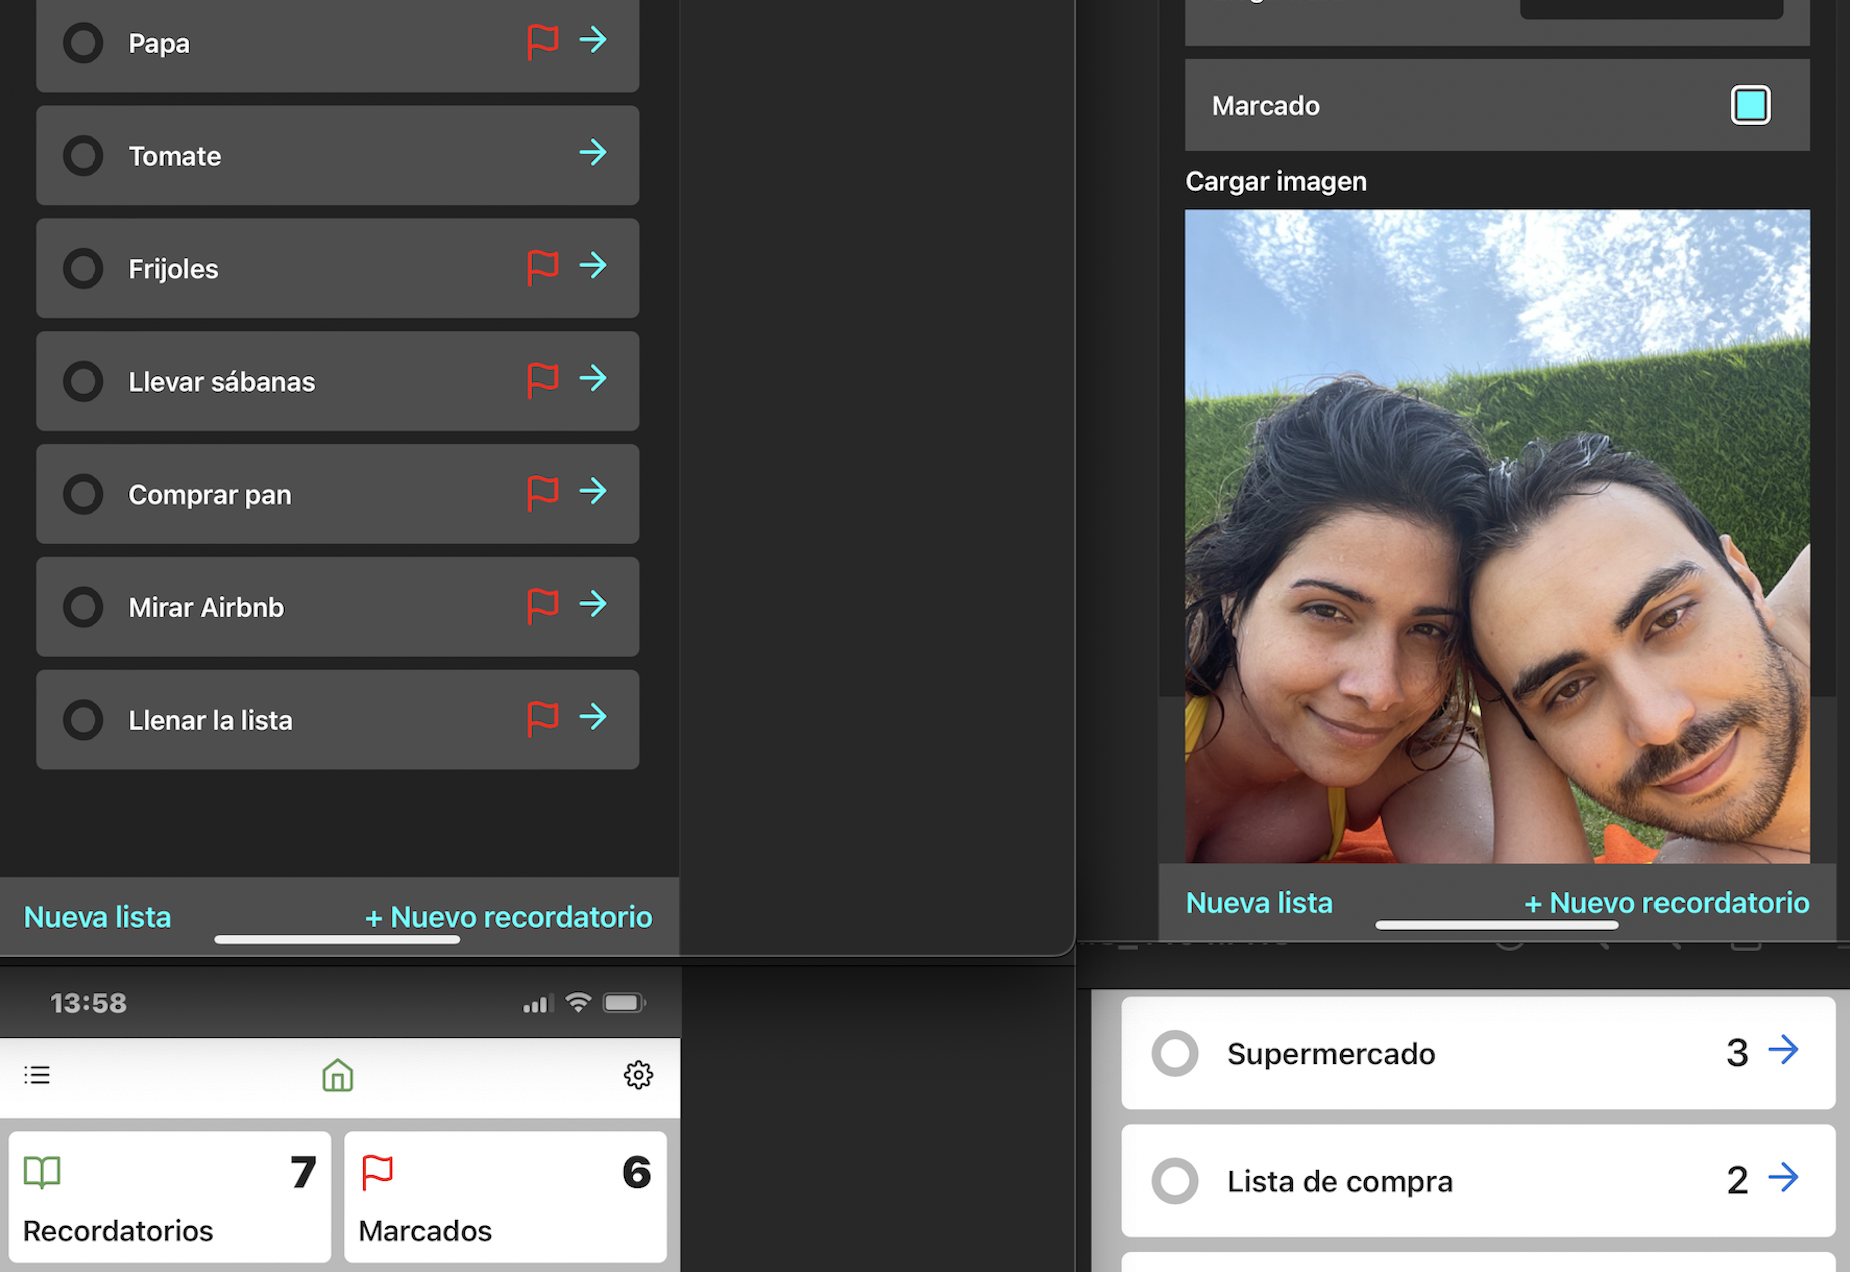 Papa
Tomate
Frijoles
Llevar sábanas
Comprar pan
Mirar Airbnb
Llenar la lista
Nueva lista
+ Nuevo recordatorio
Marcado
Cargar imagen
Nueva lista
+ Nuevo recordatorio
13:58
7
Recordatorios
6
Marcados
Supermercado 3
Lista de compra 2